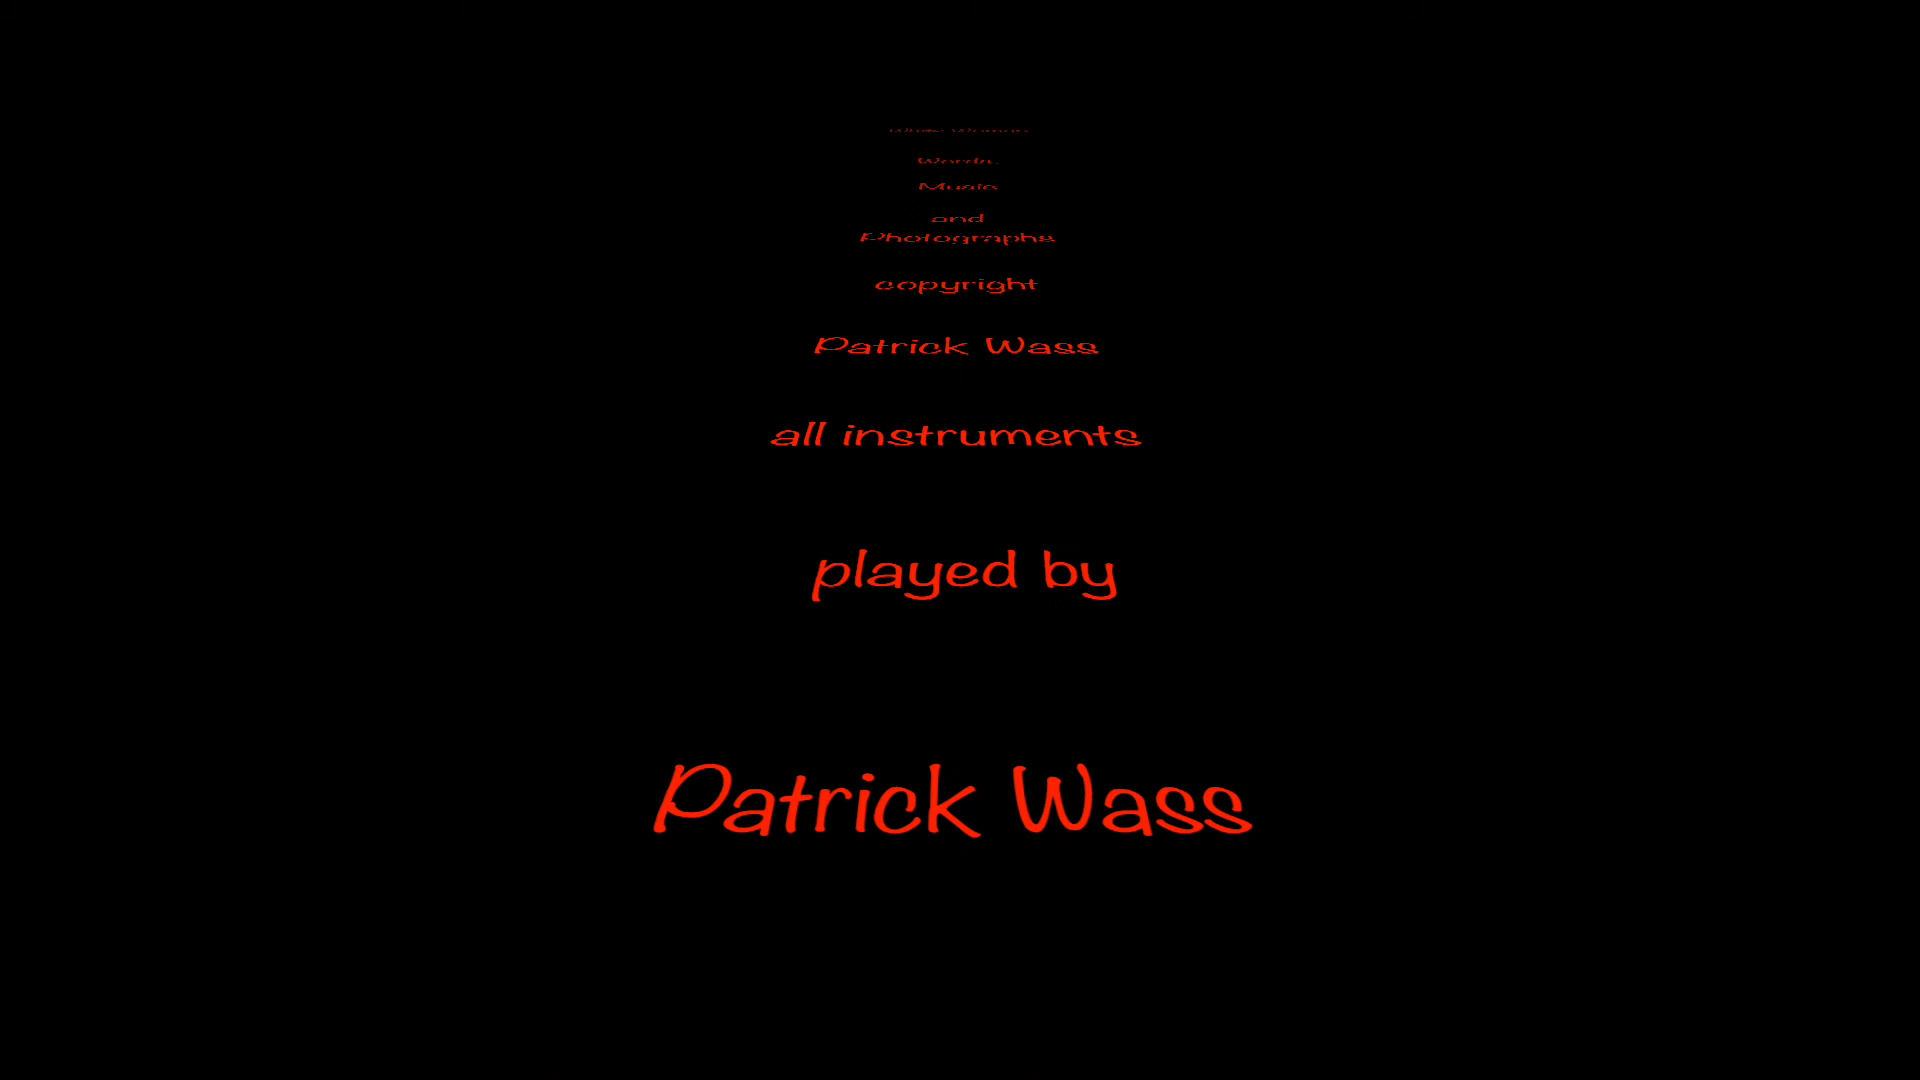 Words,
Music
and
Photographs
copyright
Patrick Wass
all instruments
played by
Patrick Wass